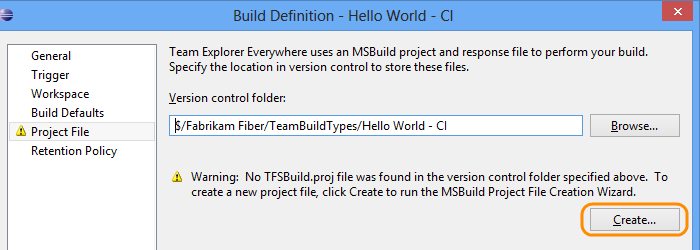 Build Definition - Hello World - CI
General
Trigger
Workspace
Build Defaults
Project File
Retention Policy
Team Explorer Everywhere uses an MSBuild project and response file to perform your build.
Specify the location in version control to store these files.
Version control folder:
$/Fabrikam Fiber/TeamBuildTypes/Hello World - CI
Browse...
Warning: No TFSBuild.proj file was found in the version control folder specified above. To
create a new project file, click Create to run the MSBuild Project File Creation Wizard.
Create...